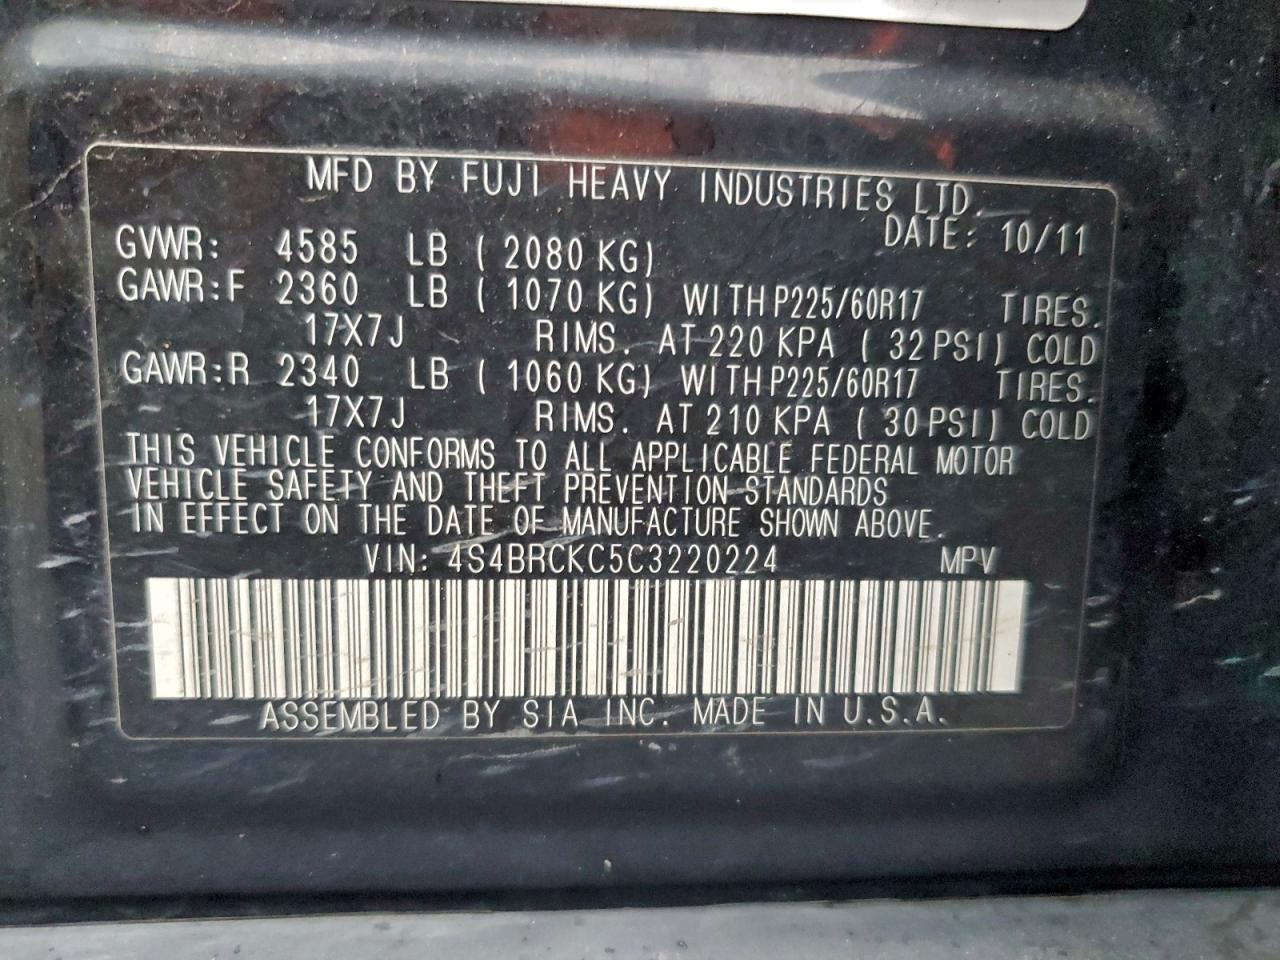 MFD BY FUJI HEAVY INDUSTRIES LTD.
DATE: 10/11
GVWR: 4585 LB ( 2080 KG)
GAWR:F 2360 LB ( 1070 KG) WITH P225/60R17 TIRES.
17X7J RIMS. AT 220 KPA ( 32 PSI) COLD
GAWR:R 2340 LB ( 1060 KG) WITH P225/60R17 TIRES.
17X7J RIMS. AT 210 KPA ( 30 PSI) COLD
THIS VEHICLE CONFORMS TO ALL APPLICABLE FEDERAL MOTOR
VEHICLE SAFETY AND THEFT PREVENTION STANDARDS
IN EFFECT ON THE DATE OF MANUFACTURE SHOWN ABOVE.
VIN: 4S4BRCKC5C3220224 MPV
ASSEMBLED BY SIA INC. MADE IN U.S.A.